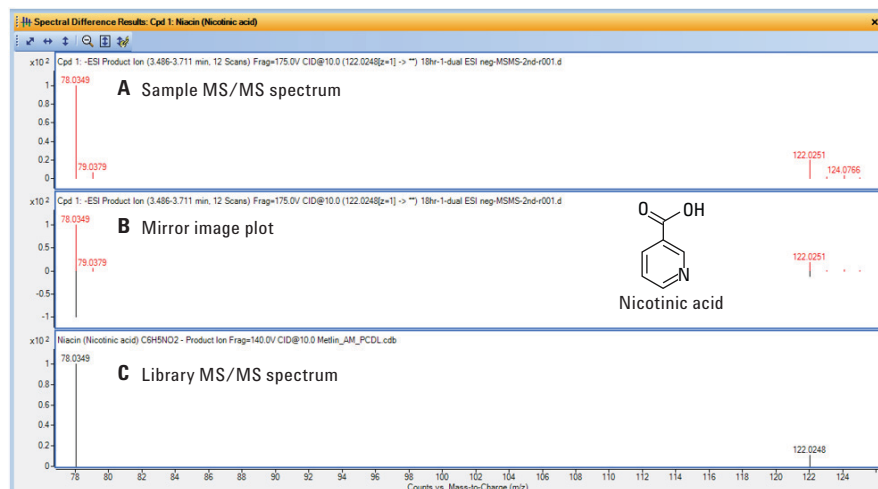 Spectral Difference Results: Cpd 1: Niacin (Nicotinic acid)
x10 2 Cpd 1: -ESI Product Ion (3.486-3.711 min, 12 Scans) Frag=175.0V CID@10.0 (122.0248[z=1] -> **) 18hr-1-dual ESI neg-MSMS-2nd-r001.d
A Sample MS/MS spectrum
78.0349
79.0379
122.0251
124.0766
1
0.8
0.6
0.4
0.2
0
x10 2 Cpd 1: -ESI Product Ion (3.486-3.711 min, 12 Scans) Frag=175.0V CID@10.0 (122.0248[z=1] -> **) 18hr-1-dual ESI neg-MSMS-2nd-r001.d
B Mirror image plot
78.0349
79.0379
122.0251
1
0.5
0
-0.5
-1
O OH
N
Nicotinic acid
x10 2 Niacin (Nicotinic acid) C6H5NO2 - Product Ion Frag=140.0V CID@10.0 Metlin_AM_PCDL.cdb
C Library MS/MS spectrum
78.0349
122.0248
1
0.8
0.6
0.4
0.2
0
78 80 82 84 86 88 90 92 94 96 98 100 102 104 106 108 110 112 114 116 118 120 122 124 126
Counts vs. Mass-to-Charge (m/z)